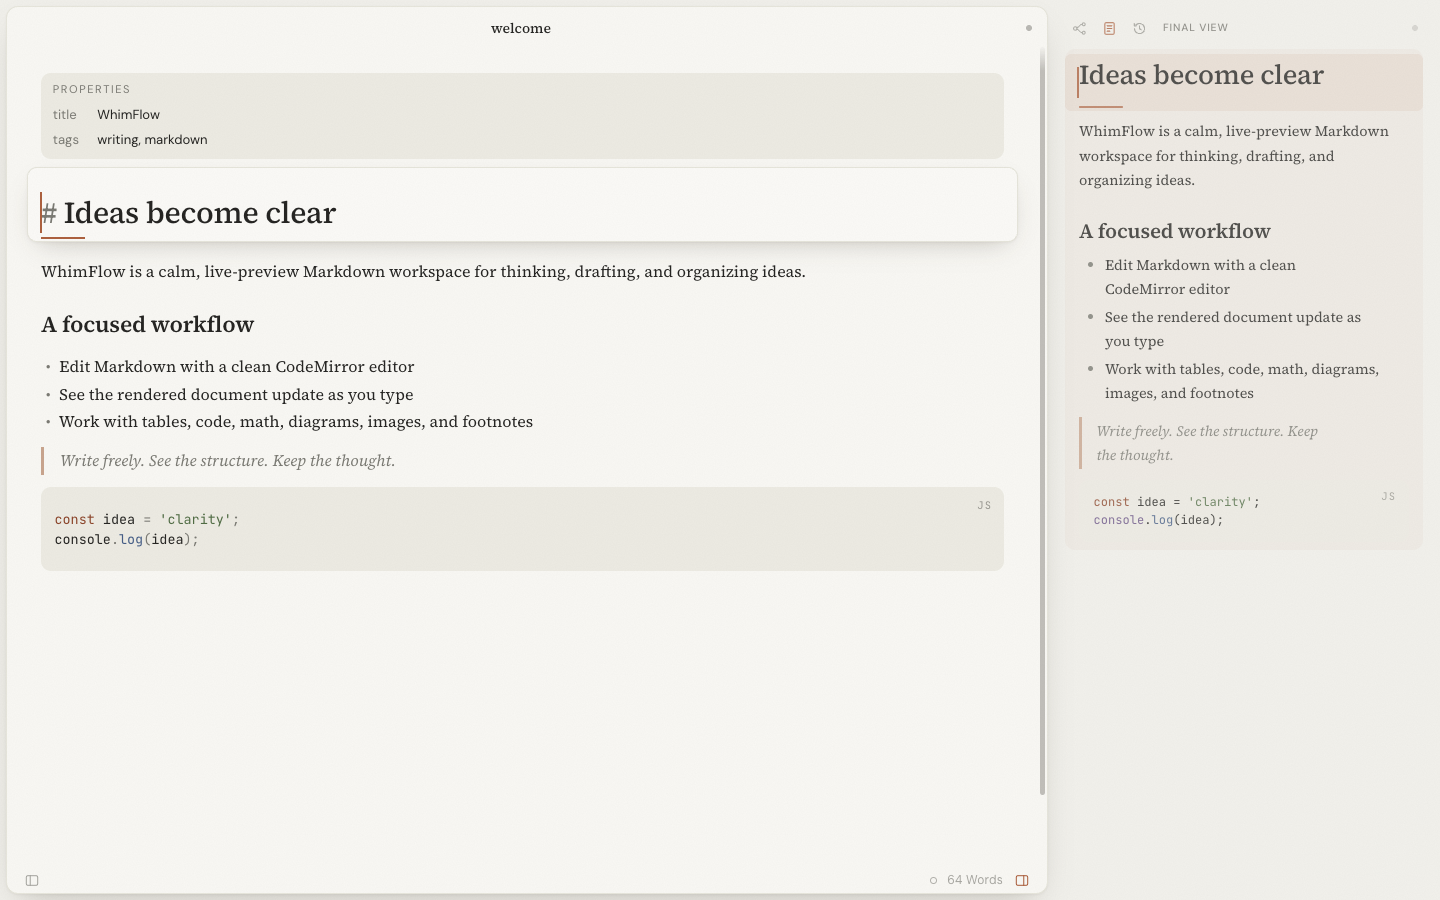 welcome
PROPERTIES
title WhimFlow
tags writing, markdown
# Ideas become clear
WhimFlow is a calm, live-preview Markdown workspace for thinking, drafting, and organizing ideas.
A focused workflow
• Edit Markdown with a clean CodeMirror editor
• See the rendered document update as you type
• Work with tables, code, math, diagrams, images, and footnotes
Write freely. See the structure. Keep the thought.
JS
const idea = 'clarity';
console.log(idea);
64 Words
FINAL VIEW
Ideas become clear
WhimFlow is a calm, live-preview Markdown
workspace for thinking, drafting, and
organizing ideas.
A focused workflow
• Edit Markdown with a clean
CodeMirror editor
• See the rendered document update as
you type
• Work with tables, code, math, diagrams,
images, and footnotes
Write freely. See the structure. Keep
the thought.
JS
const idea = 'clarity';
console.log(idea);